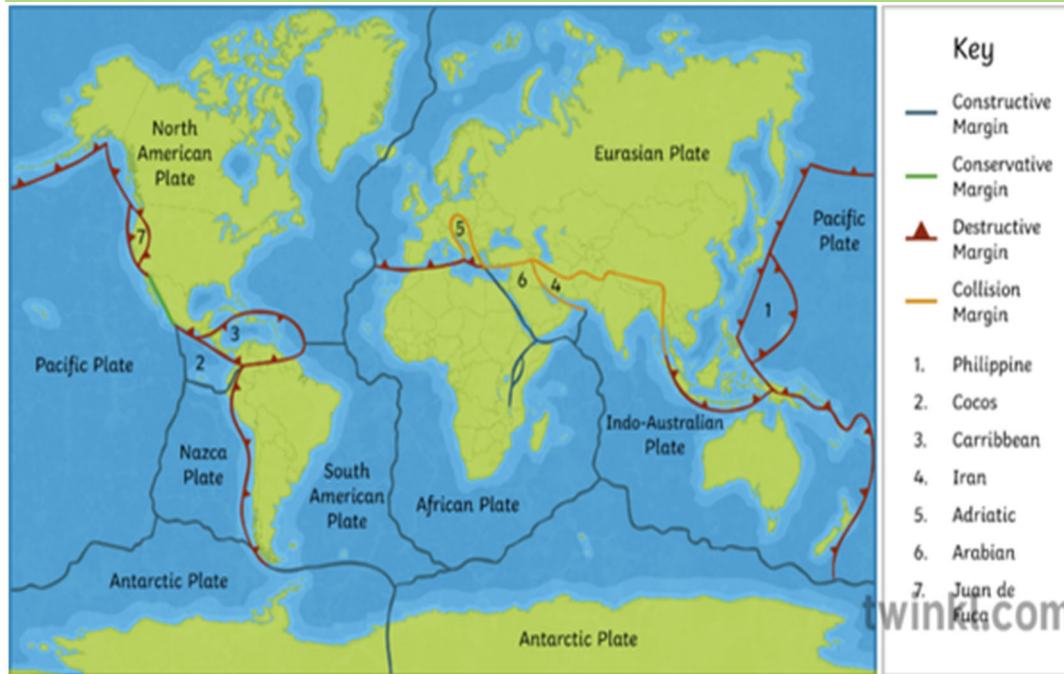 North
American
Plate
Eurasian Plate
Pacific
Plate
7
5
6
4
1
3
2
Pacific Plate
Nazca
Plate
South
American
Plate
African Plate
Indo-Australian
Plate
Antarctic Plate
Antarctic Plate
Key
Constructive
Margin
Conservative
Margin
Destructive
Margin
Collision
Margin
1. Philippine
2. Cocos
3. Carribbean
4. Iran
5. Adriatic
6. Arabian
7. Juan de
Fuca
twinkl.com